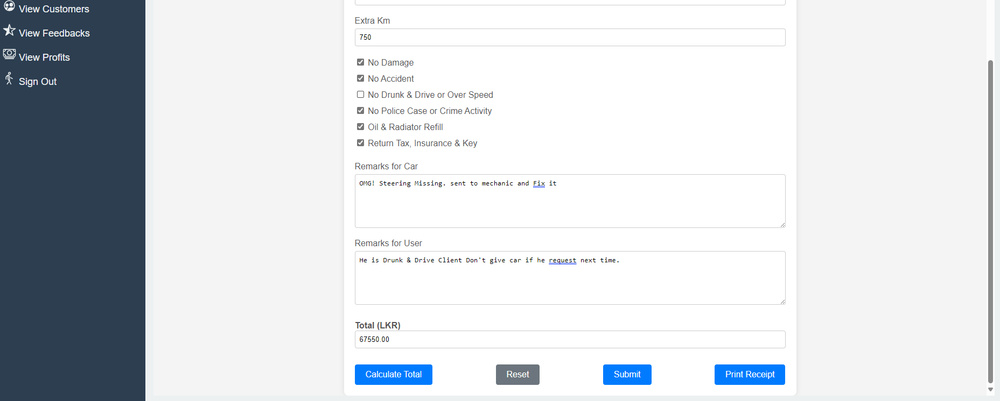 View Customers
View Feedbacks
View Profits
Sign Out
Extra Km
750
No Damage
No Accident
No Drunk & Drive or Over Speed
No Police Case or Crime Activity
Oil & Radiator Refill
Return Tax, Insurance & Key
Remarks for Car
OMG! Steering Missing. sent to mechanic and Fix it
Remarks for User
He is Drunk & Drive Client Don't give car if he request next time.
Total (LKR)
67550.00
Calculate Total
Reset
Submit
Print Receipt